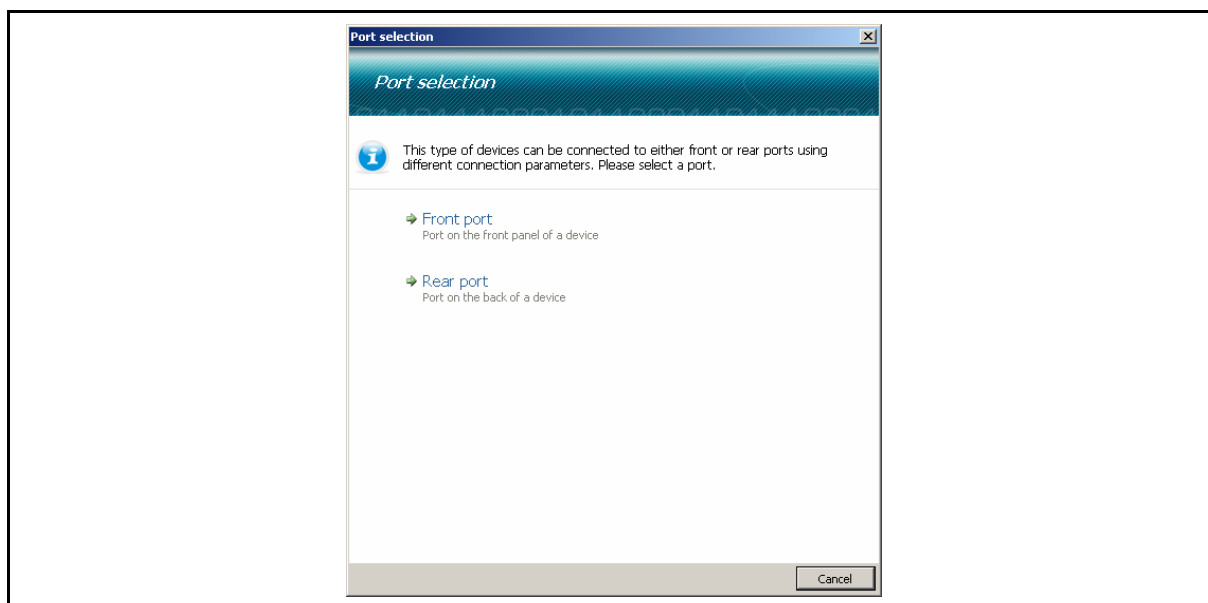 Port selection
Port selection
This type of devices can be connected to either front or rear ports using
different connection parameters. Please select a port.
Front port
Port on the front panel of a device
Rear port
Port on the back of a device
Cancel